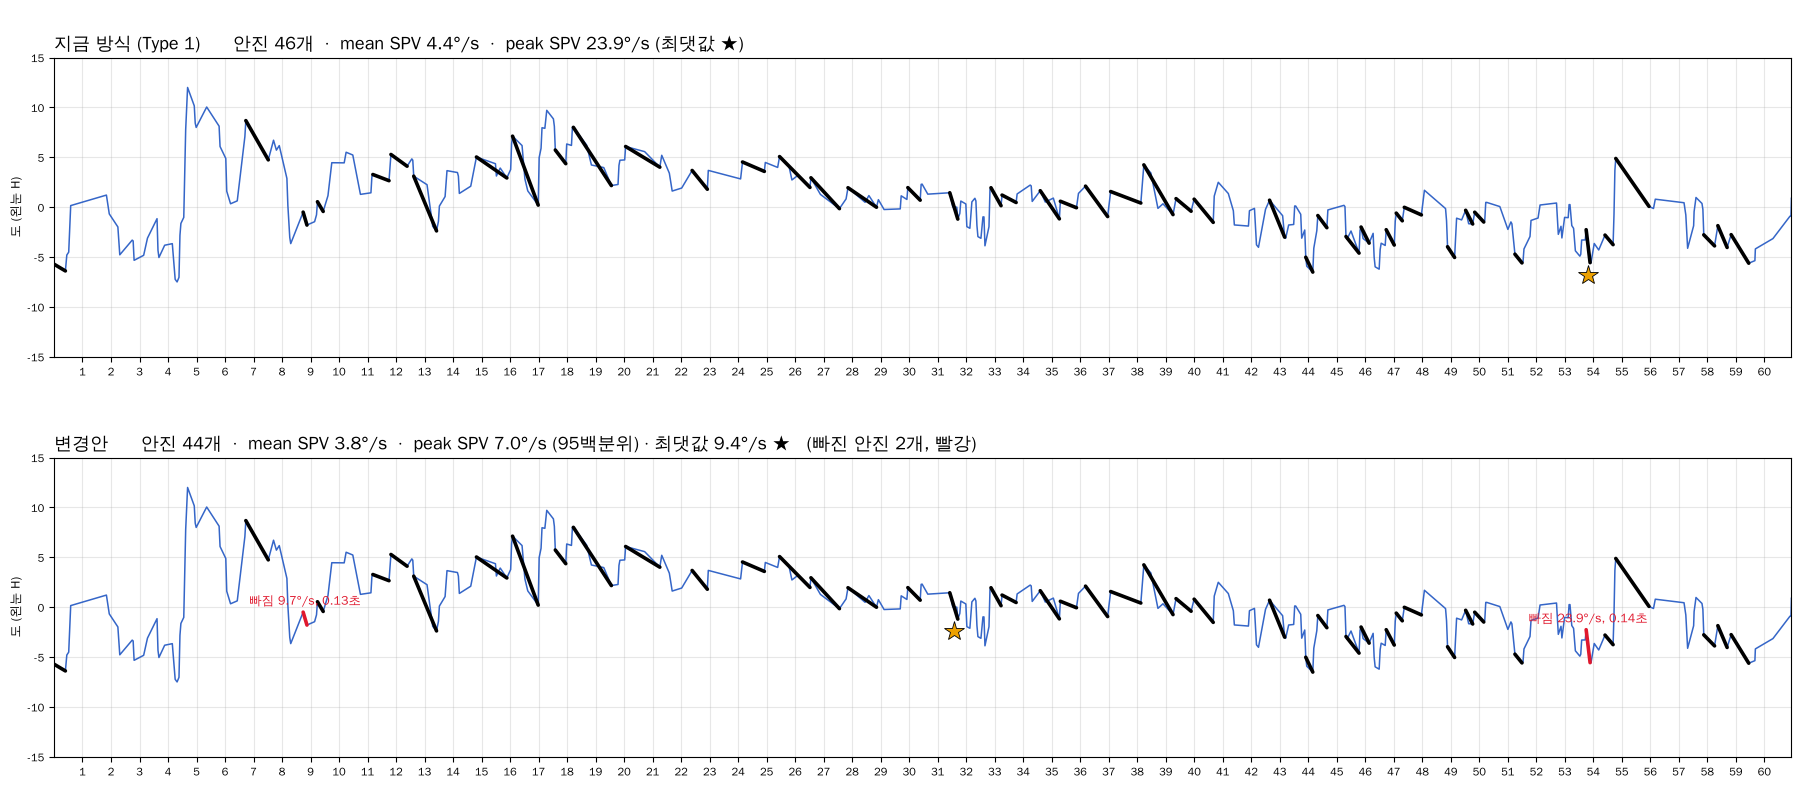 지금 방식 (Type 1)  안진 46개 · mean SPV 4.4°/s · peak SPV 23.9°/s (최댓값 ★)
15
10
5
0
-5
-10
-15
도 (왼눈 H)
1 2 3 4 5 6 7 8 9 10 11 12 13 14 15 16 17 18 19 20 21 22 23 24 25 26 27 28 29 30 31 32 33 34 35 36 37 38 39 40 41 42 43 44 45 46 47 48 49 50 51 52 53 54 55 56 57 58 59 60
변경안  안진 44개 · mean SPV 3.8°/s · peak SPV 7.0°/s (95백분위) · 최댓값 9.4°/s ★ (빠진 안진 2개, 빨강)
15
10
5
0
-5
-10
-15
도 (왼눈 H)
빠짐 9.7°/s, 0.13초
빠짐 23.9°/s, 0.14초
1 2 3 4 5 6 7 8 9 10 11 12 13 14 15 16 17 18 19 20 21 22 23 24 25 26 27 28 29 30 31 32 33 34 35 36 37 38 39 40 41 42 43 44 45 46 47 48 49 50 51 52 53 54 55 56 57 58 59 60